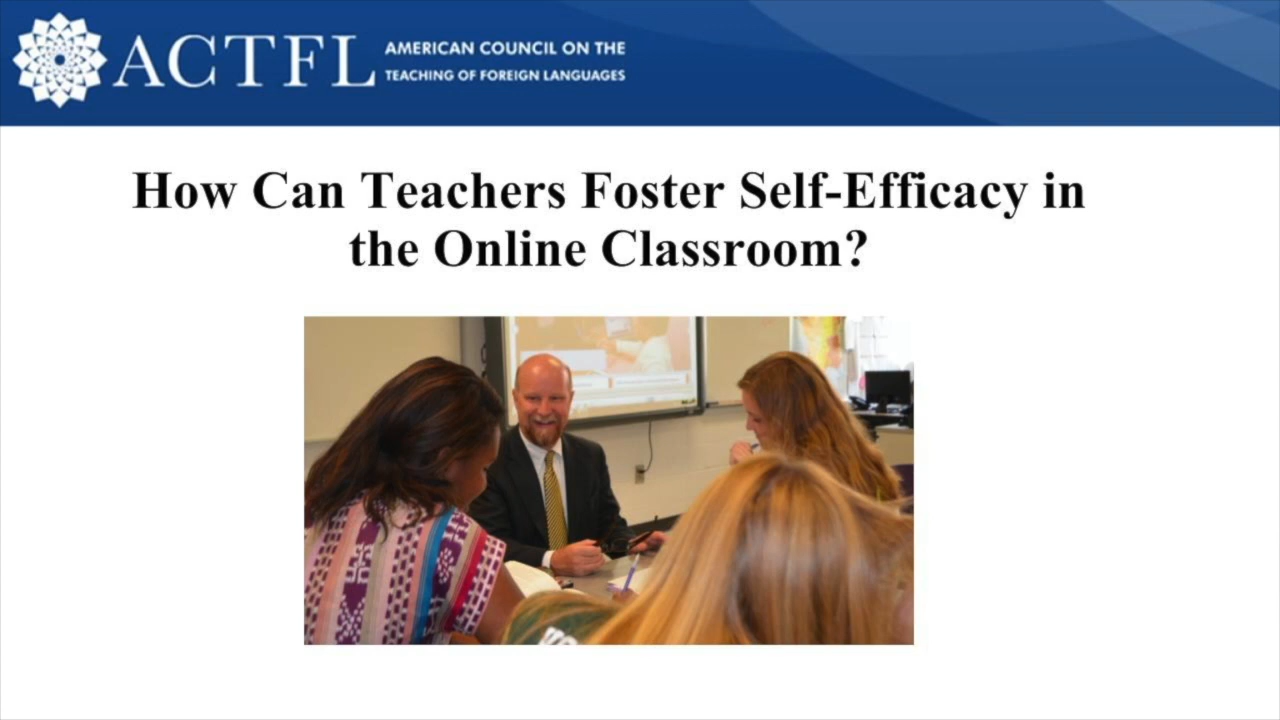 ACTFL
AMERICAN COUNCIL ON THE
TEACHING OF FOREIGN LANGUAGES
How Can Teachers Foster Self-Efficacy in
the Online Classroom?